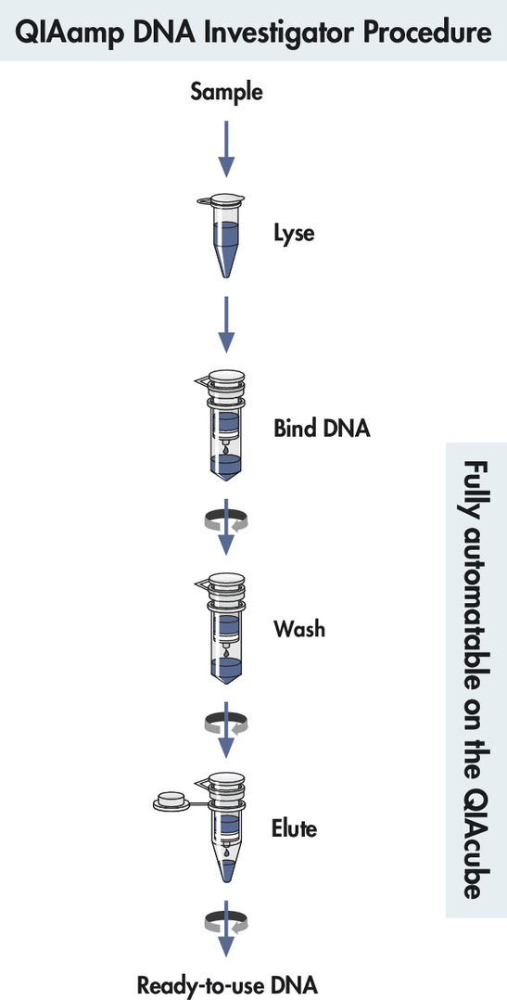 QIAamp DNA Investigator Procedure
Sample
Lyse
Bind DNA
Wash
Elute
Ready-to-use DNA
Fully automatable on the QIAcube